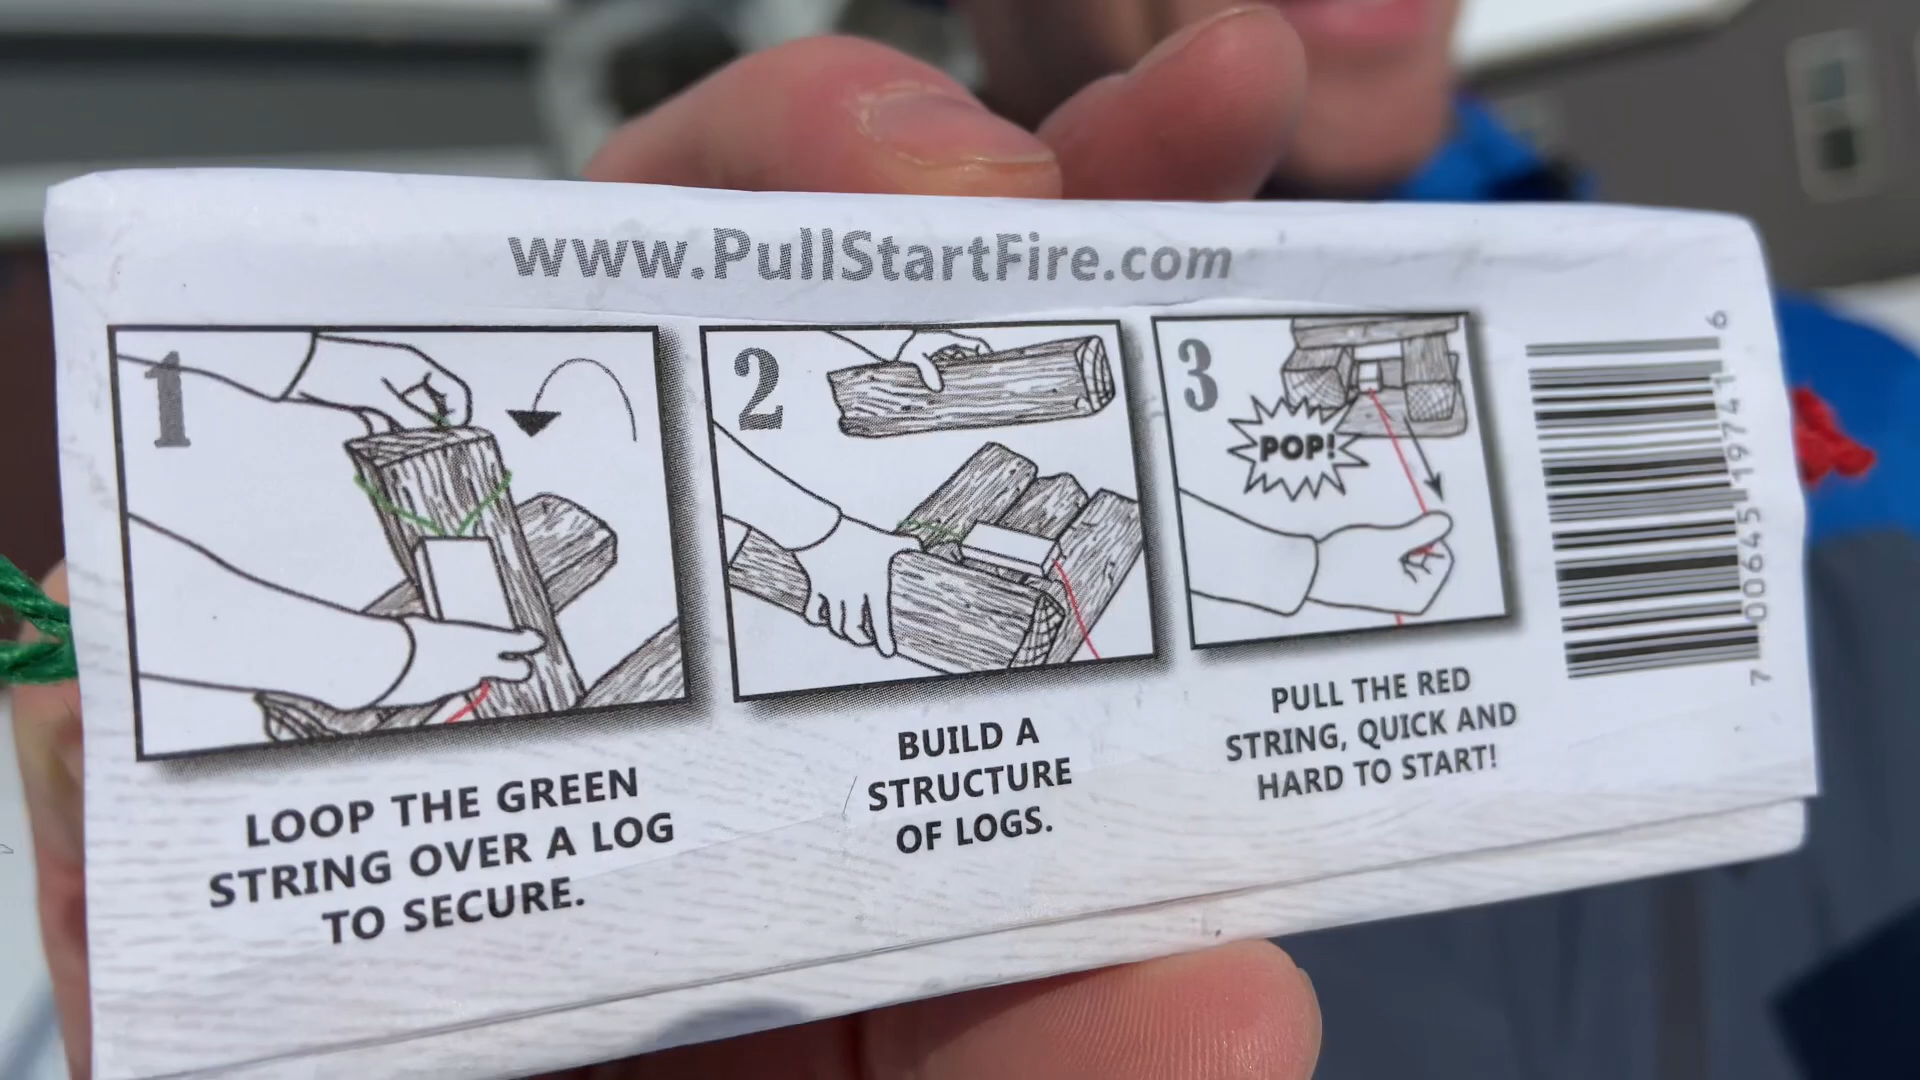 www.PullStartFire.com
1
LOOP THE GREEN
STRING OVER A LOG
TO SECURE.
2
BUILD A
STRUCTURE
OF LOGS.
3
POP!
PULL THE RED
STRING, QUICK AND
HARD TO START!
7 00645 19741 6